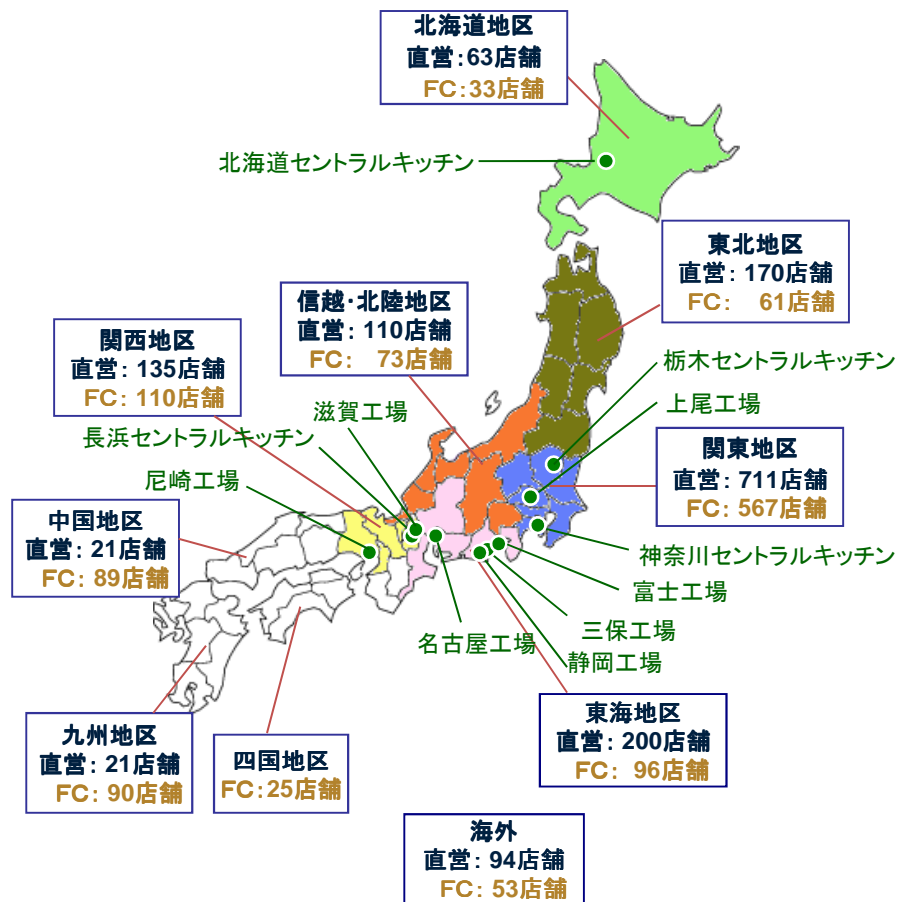 北海道地区
直営:63店舗
FC:33店舗
北海道セントラルキッチン
東北地区
直営: 170店舗
FC: 61店舗
信越・北陸地区
直営: 110店舗
FC: 73店舗
関西地区
直営: 135店舗
FC: 110店舗
栃木セントラルキッチン
滋賀工場
上尾工場
長浜セントラルキッチン
関東地区
直営: 711店舗
FC: 567店舗
尼崎工場
中国地区
直営: 21店舗
FC: 89店舗
神奈川セントラルキッチン
富士工場
三保工場
名古屋工場
静岡工場
東海地区
直営: 200店舗
FC: 96店舗
九州地区
直営: 21店舗
FC: 90店舗
四国地区
FC:25店舗
海外
直営: 94店舗
FC: 53店舗